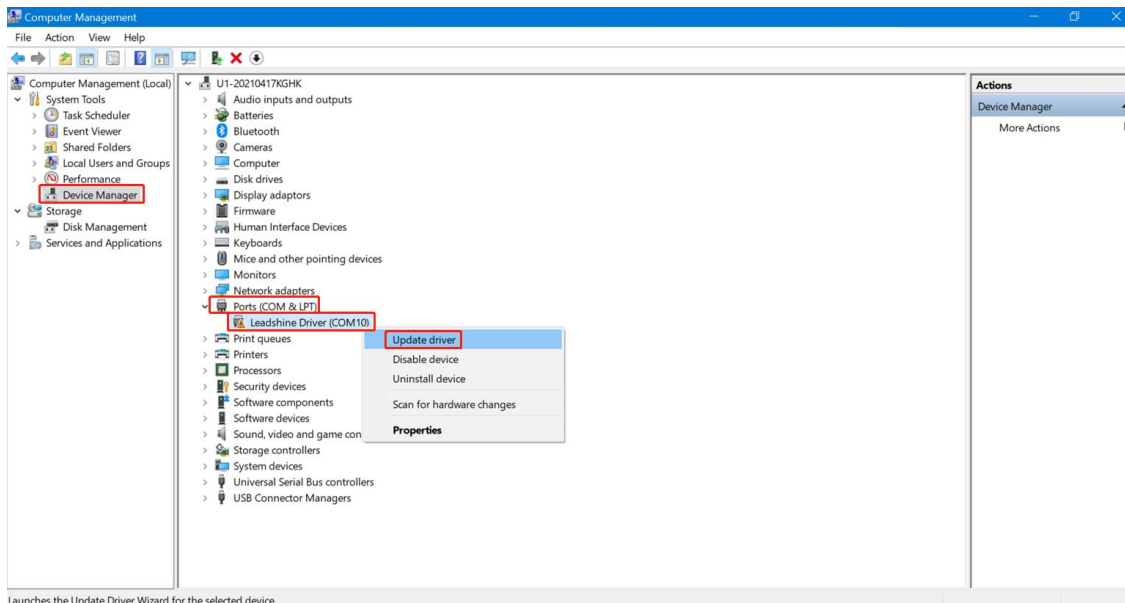 Computer Management
File Action View Help
Computer Management (Local)
System Tools
Task Scheduler
Event Viewer
Shared Folders
Local Users and Groups
Performance
Device Manager
Storage
Disk Management
Services and Applications
U1-20210417KGHK
Audio inputs and outputs
Batteries
Bluetooth
Cameras
Computer
Disk drives
Display adaptors
Firmware
Human Interface Devices
Keyboards
Mice and other pointing devices
Monitors
Network adapters
Ports (COM & LPT)
Leadshine Driver (COM10)
Print queues
Printers
Processors
Security devices
Software components
Software devices
Sound, video and game con
Storage controllers
System devices
Universal Serial Bus controllers
USB Connector Managers
Update driver
Disable device
Uninstall device
Scan for hardware changes
Properties
Actions
Device Manager
More Actions
Launches the Update Driver Wizard for the selected device.